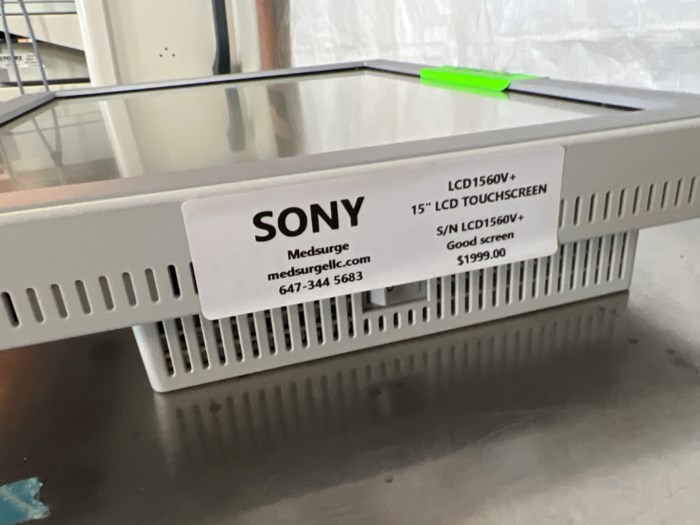 SONY
Medsurge
medsurgellc.com
647-344 5683
LCD1560V+
15" LCD TOUCHSCREEN
S/N LCD1560V+
Good screen
$1999.00